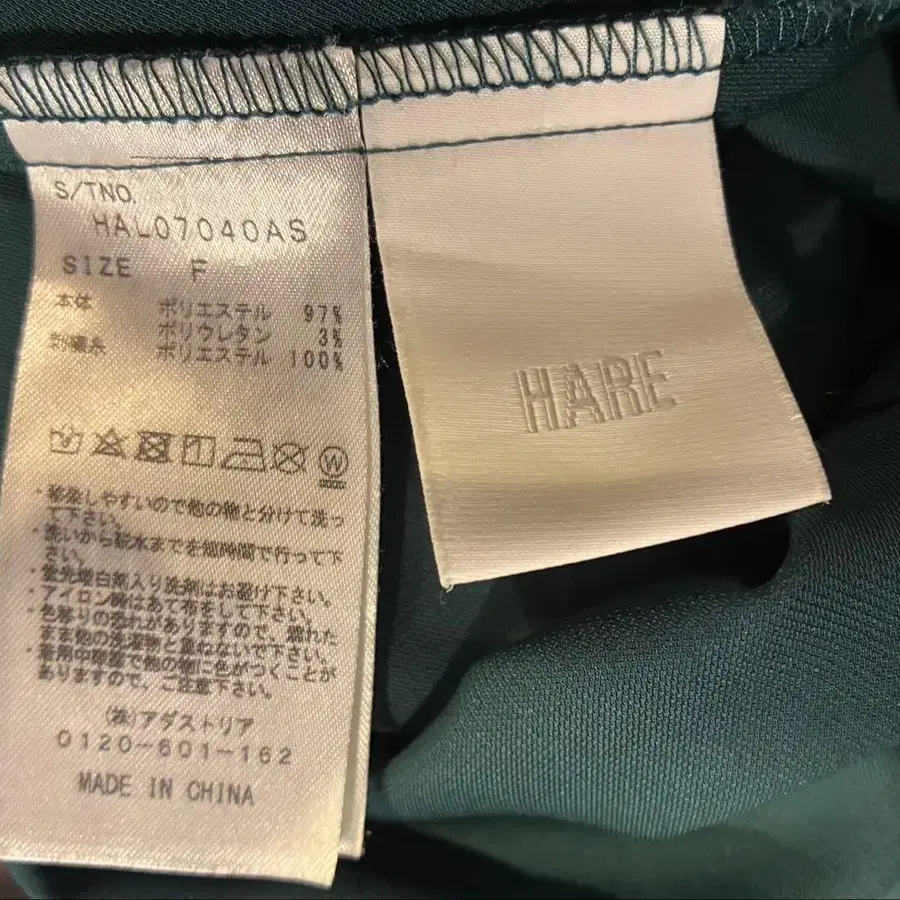 S/TNO.
HAL07040AS
SIZE F
本体 ポリエステル 97%
ポリウレタン 3%
刺繍糸 ポリエステル 100%
W
・移染しやすいので他の物と分けて洗っ
て下さい。
・洗いから脱水までを短時間で行って下
さい。
・蛍光増白剤入り洗剤はお避け下さい。
・アイロン時はあて布をして下さい。
・色移りの恐れがありますので、濡れた
まま他の洗濯物と重ねないで下さい。
・着用中摩擦で他の物に色がつくことが
ありますので、ご注意下さい。
(株)アダストリア
0120-601-162
MADE IN CHINA
HARE